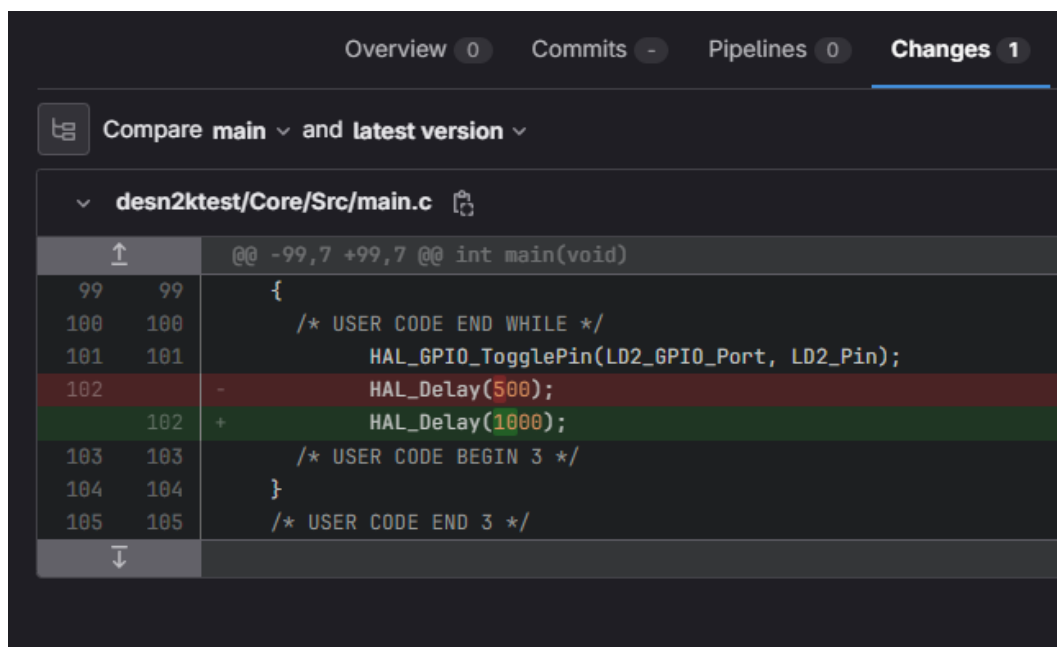 Overview 0 Commits - Pipelines 0 Changes 1
Compare main and latest version
desn2ktest/Core/Src/main.c
@@ -99,7 +99,7 @@ int main(void)
99 99 {
100 100 /* USER CODE END WHILE */
101 101 HAL_GPIO_TogglePin(LD2_GPIO_Port, LD2_Pin);
102 - HAL_Delay(500);
102 + HAL_Delay(1000);
103 103 /* USER CODE BEGIN 3 */
104 104 }
105 105 /* USER CODE END 3 */